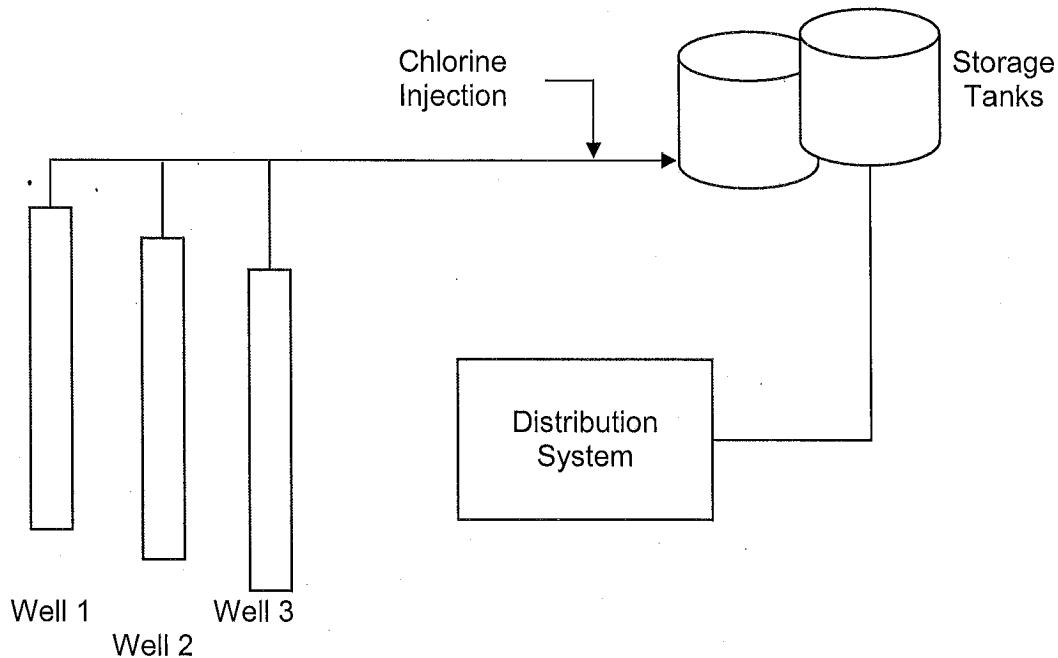 Chlorine
Injection
Storage
Tanks
Distribution
System
Well 1
Well 3
Well 2